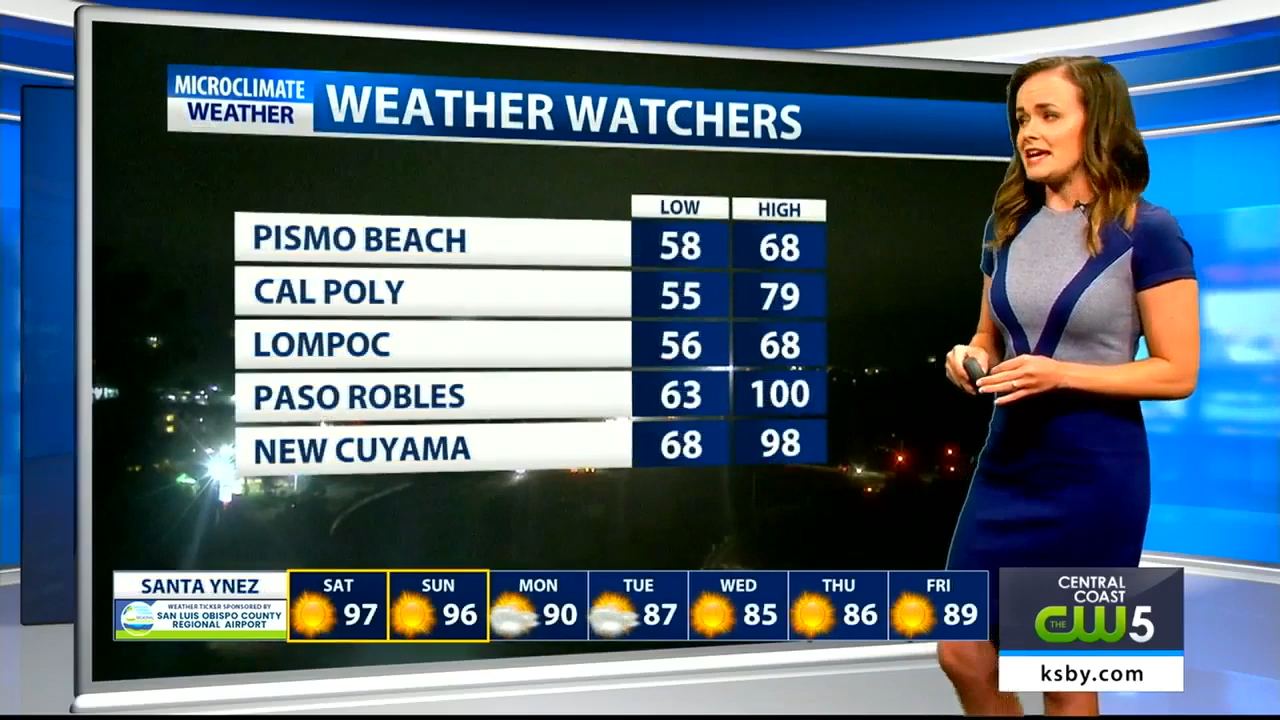 MICROCLIMATE
WEATHER
WEATHER WATCHERS
LOW HIGH
PISMO BEACH 58 68
CAL POLY 55 79
LOMPOC 56 68
PASO ROBLES 63 100
NEW CUYAMA 68 98
SANTA YNEZ
WEATHER TICKER SPONSORED BY
SAN LUIS OBISPO COUNTY
REGIONAL AIRPORT
SAT SUN MON TUE WED THU FRI
97 96 90 87 85 86 89
CENTRAL
COAST
THE CW5
ksby.com